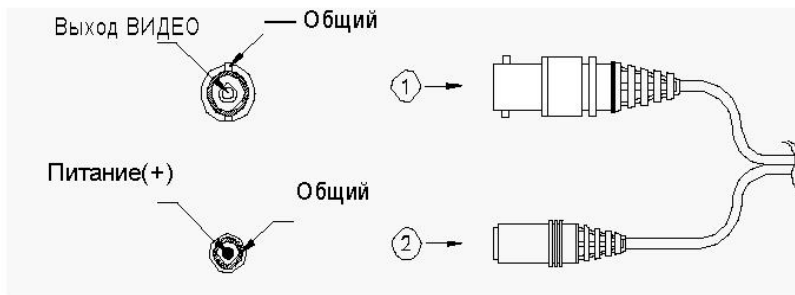 Выход ВИДЕО
Общий
1
Питание(+)
Общий
2